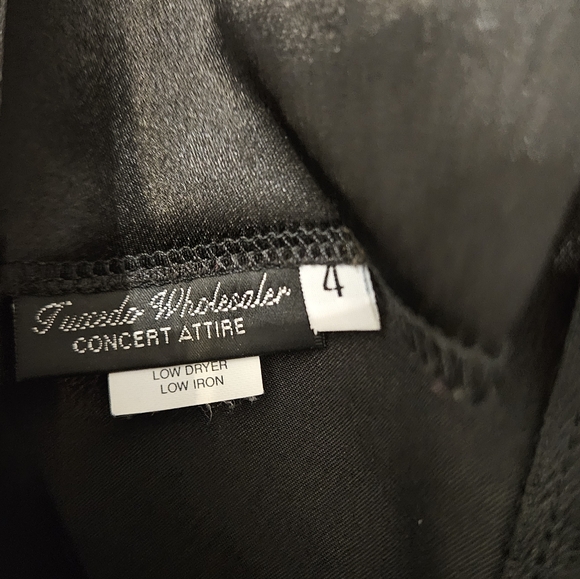 Tuxedo Wholesaler
CONCERT ATTIRE
4
LOW DRYER
LOW IRON